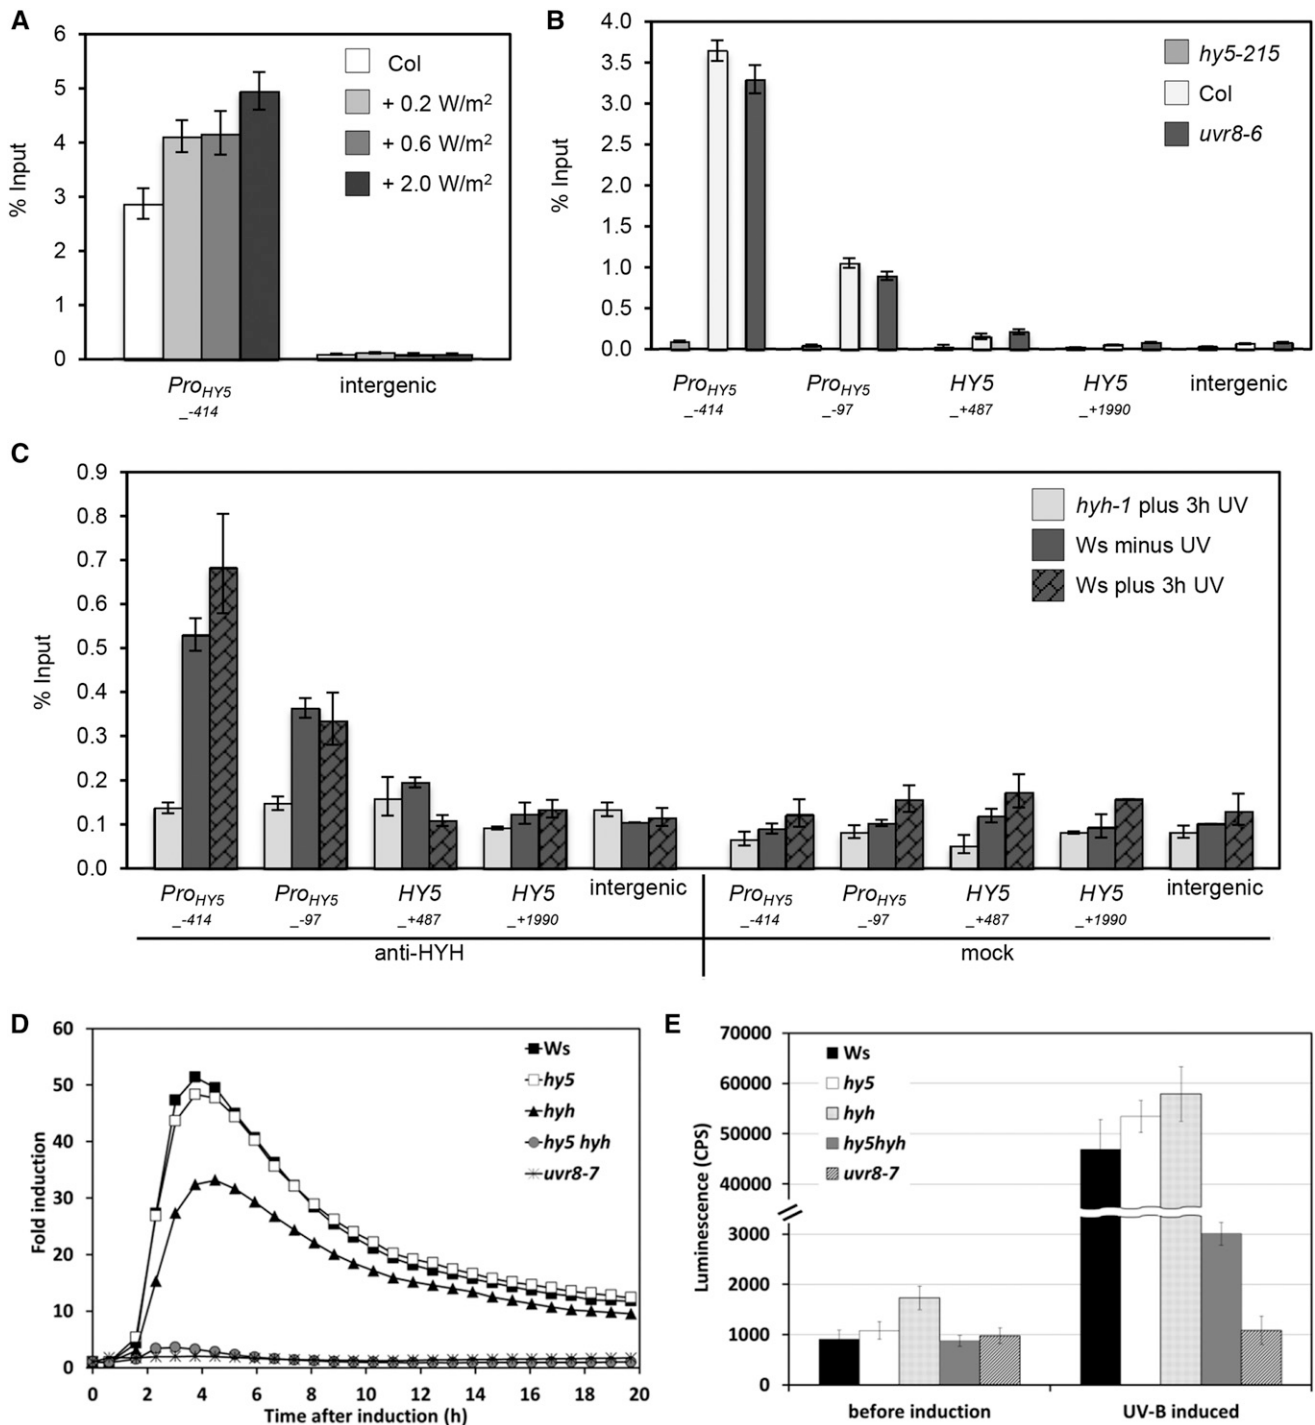 A
6
5
4
3
2
1
0
% Input
Col
+ 0.2 W/m²
+ 0.6 W/m²
+ 2.0 W/m²
Pro_HY5 intergenic
_-414
B
4.0
3.5
3.0
2.5
2.0
1.5
1.0
0.5
0.0
% Input
hy5-215
Col
uvr8-6
Pro_HY5 Pro_HY5 HY5 HY5 intergenic
_-414 _-97 _+487 _+1990
C
0.9
0.8
0.7
0.6
0.5
0.4
0.3
0.2
0.1
0.0
% Input
hyh-1 plus 3h UV
Ws minus UV
Ws plus 3h UV
Pro_HY5 Pro_HY5 HY5 HY5 intergenic Pro_HY5 Pro_HY5 HY5 HY5 intergenic
_-414 _-97 _+487 _+1990 _-414 _-97 _+487 _+1990
anti-HYH mock
D
60
50
40
30
20
10
0
Fold induction
Ws
hy5
hyh
hy5 hyh
uvr8-7
0 2 4 6 8 10 12 14 16 18 20
Time after induction (h)
E
70000
60000
50000
40000
3000
2000
1000
0
Luminescence (CPS)
Ws
hy5
hyh
hy5hyh
uvr8-7
before induction UV-B induced